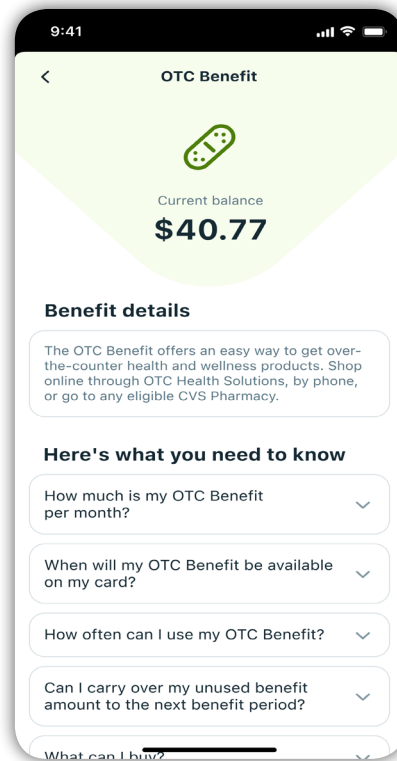 9:41
OTC Benefit
Current balance
$40.77
Benefit details
The OTC Benefit offers an easy way to get over-
the-counter health and wellness products. Shop
online through OTC Health Solutions, by phone,
or go to any eligible CVS Pharmacy.
Here's what you need to know
How much is my OTC Benefit
per month?
When will my OTC Benefit be available
on my card?
How often can I use my OTC Benefit?
Can I carry over my unused benefit
amount to the next benefit period?
What can I buy?